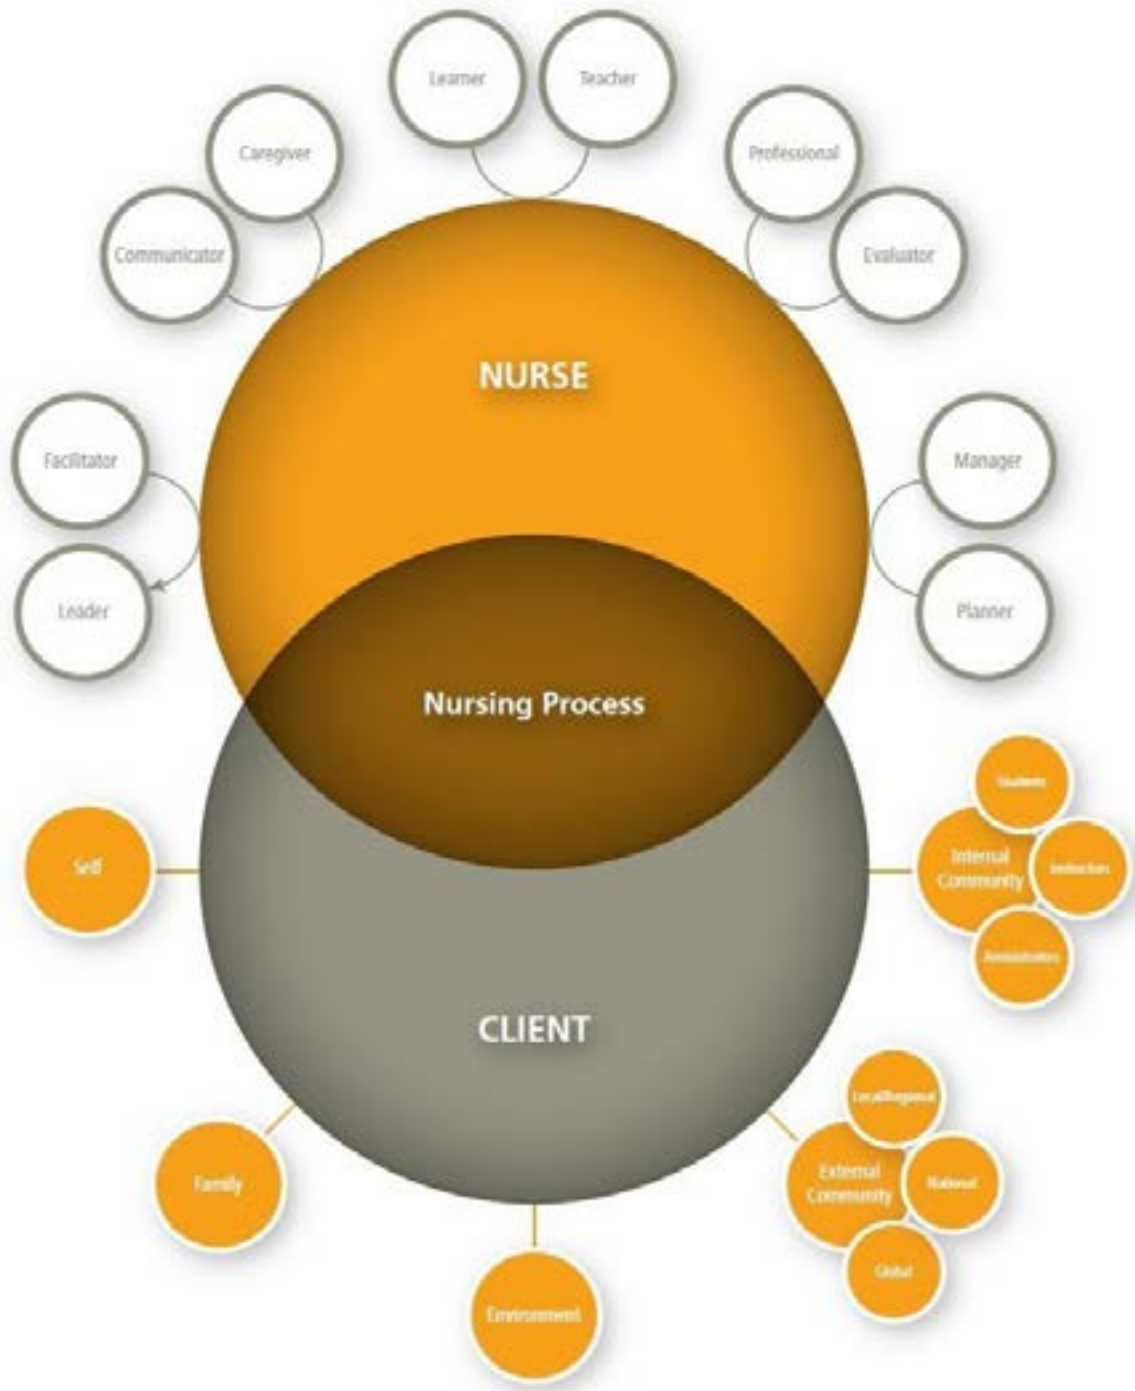 Learner
Teacher
Caregiver
Professional
Communicator
Evaluator
NURSE
Facilitator
Manager
Leader
Planner
Nursing Process
Students
Self
Internal
Community
Instructors
Administrators
CLIENT
Local/Regional
Family
External
Community
National
Global
Environment